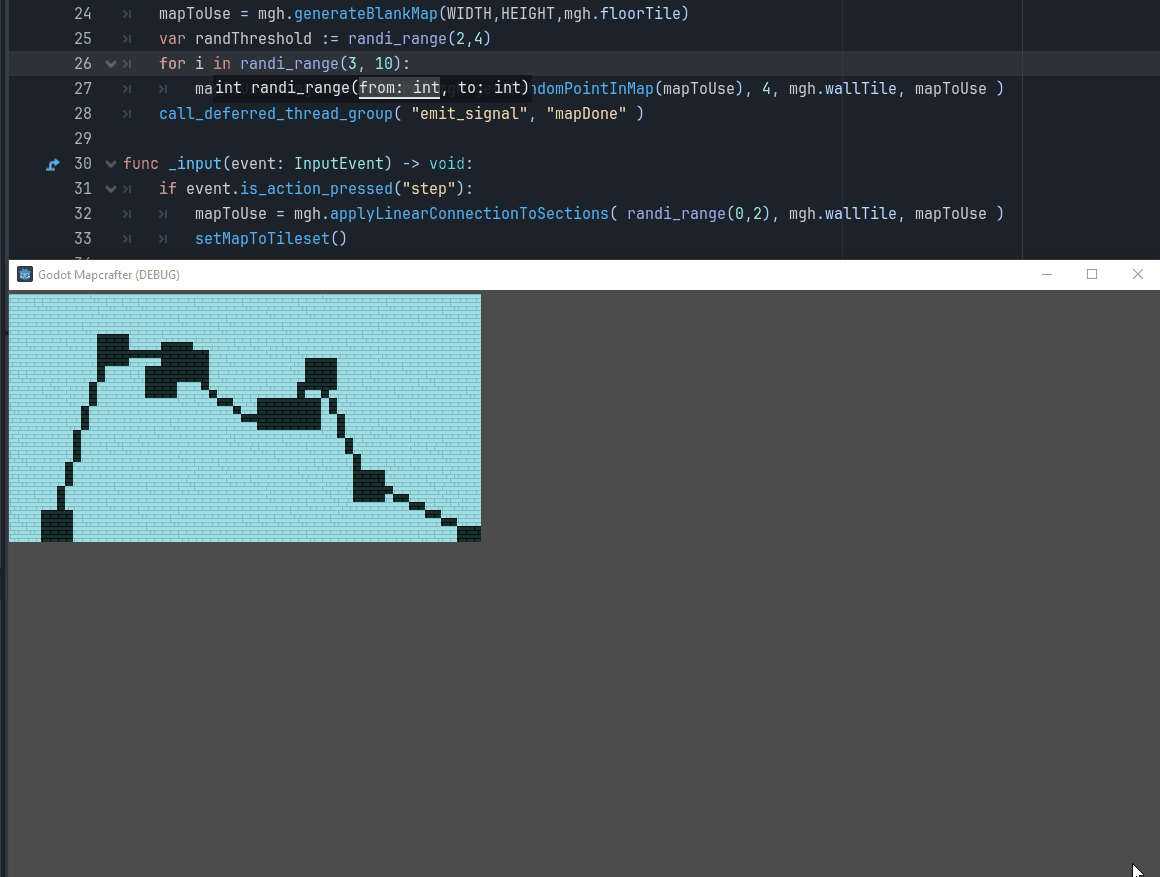 24 mapToUse = mgh.generateBlankMap(WIDTH,HEIGHT,mgh.floorTile)
25 var randThreshold := randi_range(2,4)
26 for i in randi_range(3, 10):
int randi_range(from: int, to: int)
27 ma ndomPointInMap(mapToUse), 4, mgh.wallTile, mapToUse )
28 call_deferred_thread_group( "emit_signal", "mapDone" )
29
30 func _input(event: InputEvent) -> void:
31 if event.is_action_pressed("step"):
32 mapToUse = mgh.applyLinearConnectionToSections( randi_range(0,2), mgh.wallTile, mapToUse )
33 setMapToTileset()
Godot Mapcrafter (DEBUG)